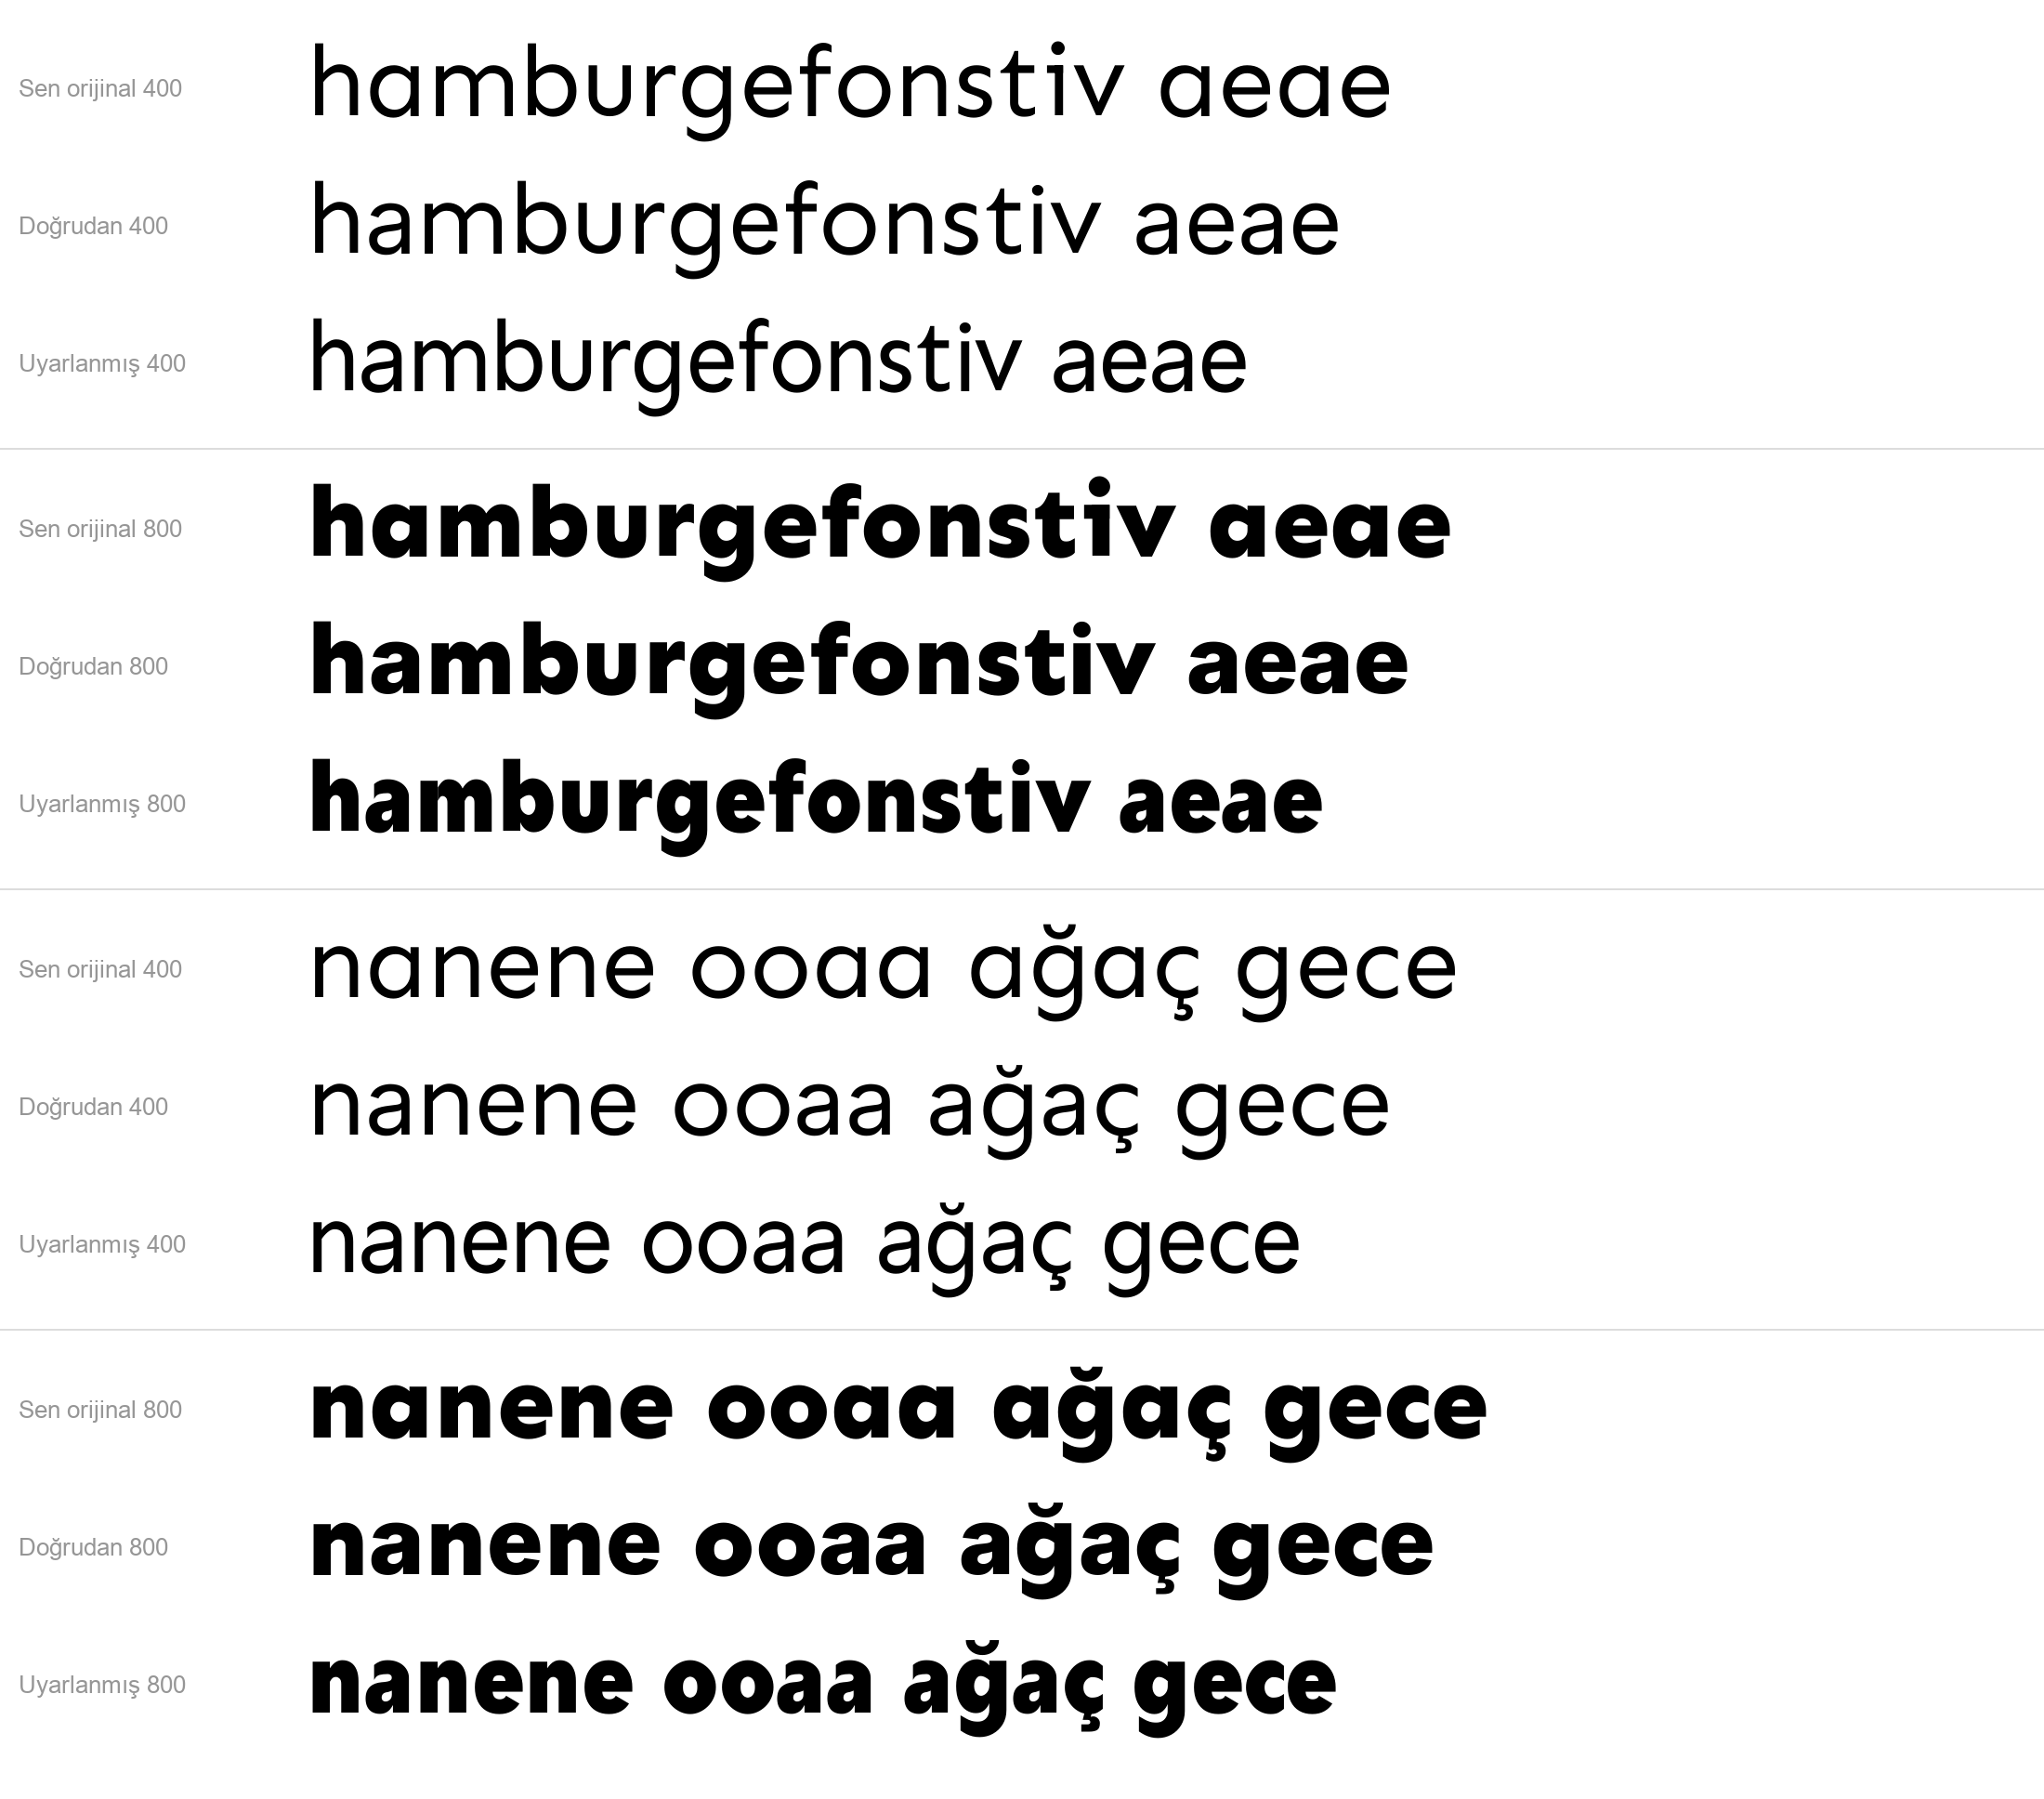 Sen orijinal 400 hamburgefonstiv aeae
Doğrudan 400 hamburgefonstiv aeae
Uyarlanmış 400 hamburgefonstiv aeae
Sen orijinal 800 hamburgefonstiv aeae
Doğrudan 800 hamburgefonstiv aeae
Uyarlanmış 800 hamburgefonstiv aeae
Sen orijinal 400 nanene ooaa ağaç gece
Doğrudan 400 nanene ooaa ağaç gece
Uyarlanmış 400 nanene ooaa ağaç gece
Sen orijinal 800 nanene ooaa ağaç gece
Doğrudan 800 nanene ooaa ağaç gece
Uyarlanmış 800 nanene ooaa ağaç gece